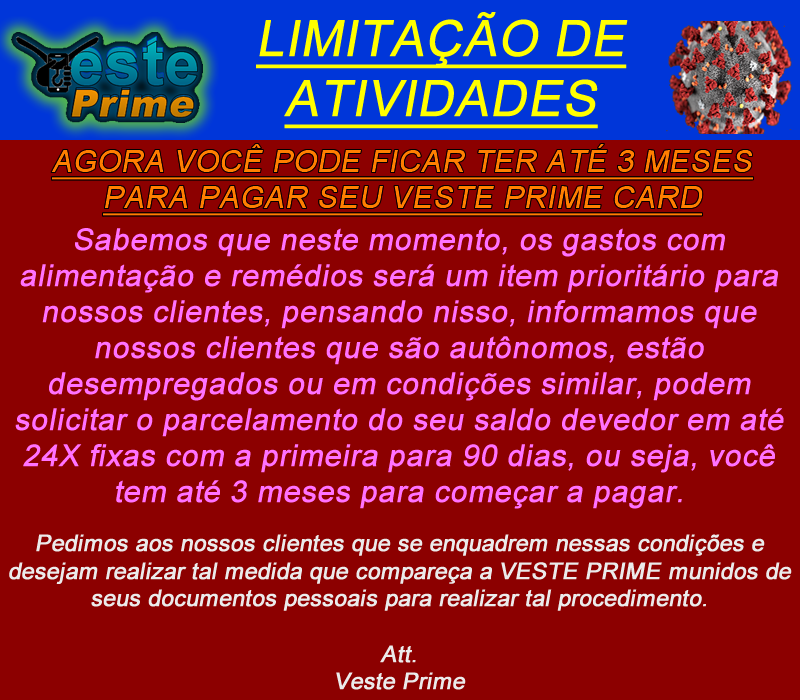 Veste
Prime
LIMITAÇÃO DE
ATIVIDADES
AGORA VOCÊ PODE FICAR TER ATÉ 3 MESES
PARA PAGAR SEU VESTE PRIME CARD
Sabemos que neste momento, os gastos com
alimentação e remédios será um item prioritário para
nossos clientes, pensando nisso, informamos que
nossos clientes que são autônomos, estão
desempregados ou em condições similar, podem
solicitar o parcelamento do seu saldo devedor em até
24X fixas com a primeira para 90 dias, ou seja, você
tem até 3 meses para começar a pagar.
Pedimos aos nossos clientes que se enquadrem nessas condições e
desejam realizar tal medida que compareça a VESTE PRIME munidos de
seus documentos pessoais para realizar tal procedimento.
Att.
Veste Prime